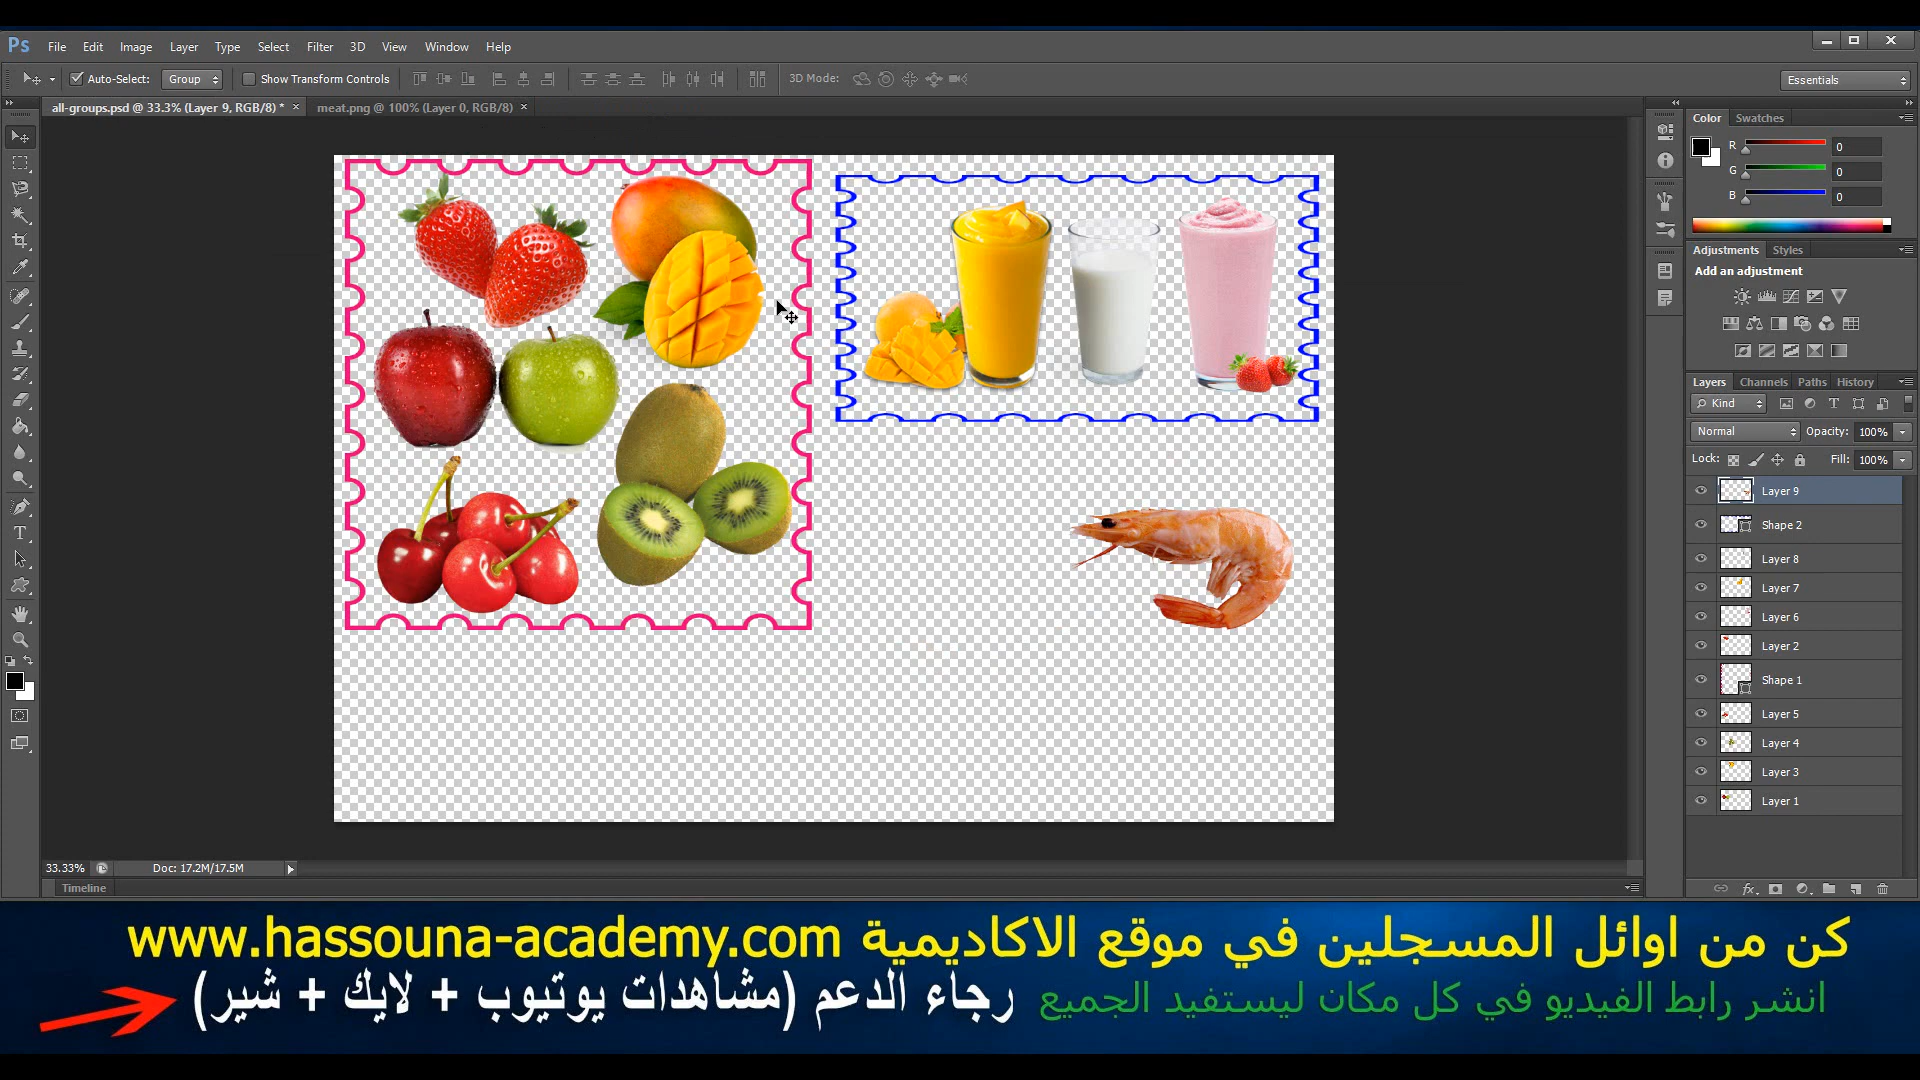 Ps File Edit Image Layer Type Select Filter 3D View Window Help
Auto-Select: Group Show Transform Controls 3D Mode: Essentials
all-groups.psd @ 33.3% (Layer 9, RGB/8) * × meat.png @ 100% (Layer 0, RGB/8) ×
Color Swatches
R 0
G 0
B 0
Adjustments Styles
Add an adjustment
Layers Channels Paths History
Kind
Normal Opacity: 100%
Lock: Fill: 100%
Layer 9
Shape 2
Layer 8
Layer 7
Layer 6
Layer 2
Shape 1
Layer 5
Layer 4
Layer 3
Layer 1
33.33% Doc: 17.2M/17.5M
Timeline
كن من اوائل المسجلين في موقع الاكاديمية www.hassouna-academy.com
انشر رابط الفيديو في كل مكان ليستفيد الجميع رجاء الدعم (مشاهدات يوتيوب + لايك + شير)